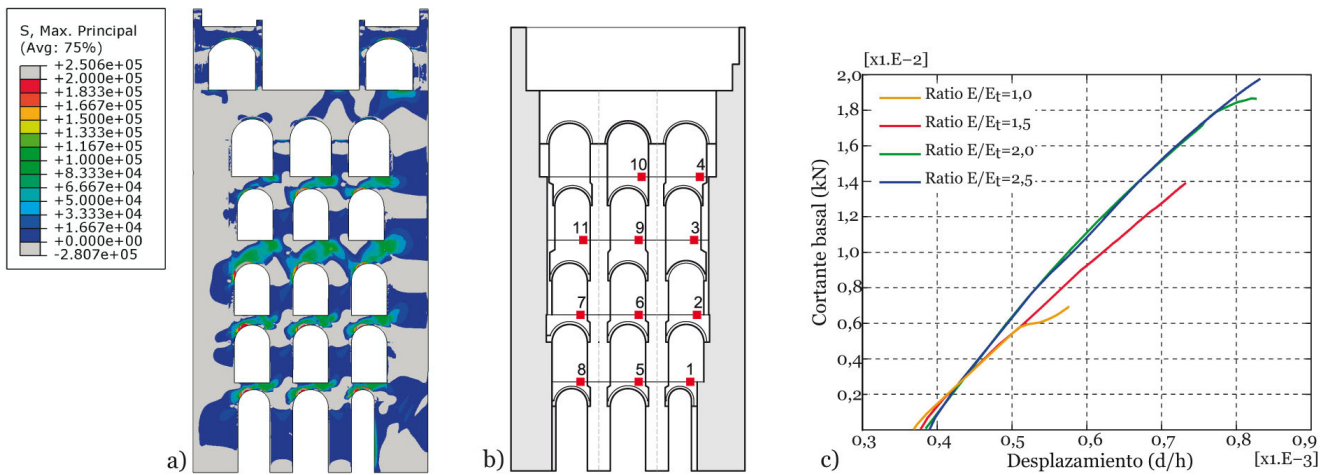 S, Max. Principal
(Avg: 75%)
+2.506e+05
+2.000e+05
+1.833e+05
+1.667e+05
+1.500e+05
+1.333e+05
+1.167e+05
+1.000e+05
+8.333e+04
+6.667e+04
+5.000e+04
+3.333e+04
+1.667e+04
+0.000e+00
-2.807e+05
a)
10 4
11 9 3
7 6 2
8 5 1
b)
[x1.E−2]
2,0
1,8
1,6
1,4
1,2
1,0
0,8
0,6
0,4
0,2
Cortante basal (kN)
Ratio E/Et=1,0
Ratio E/Et=1,5
Ratio E/Et=2,0
Ratio E/Et=2,5
0,3 0,4 0,5 0,6 0,7 0,8 0,9
Desplazamiento (d/h) [x1.E−3]
c)